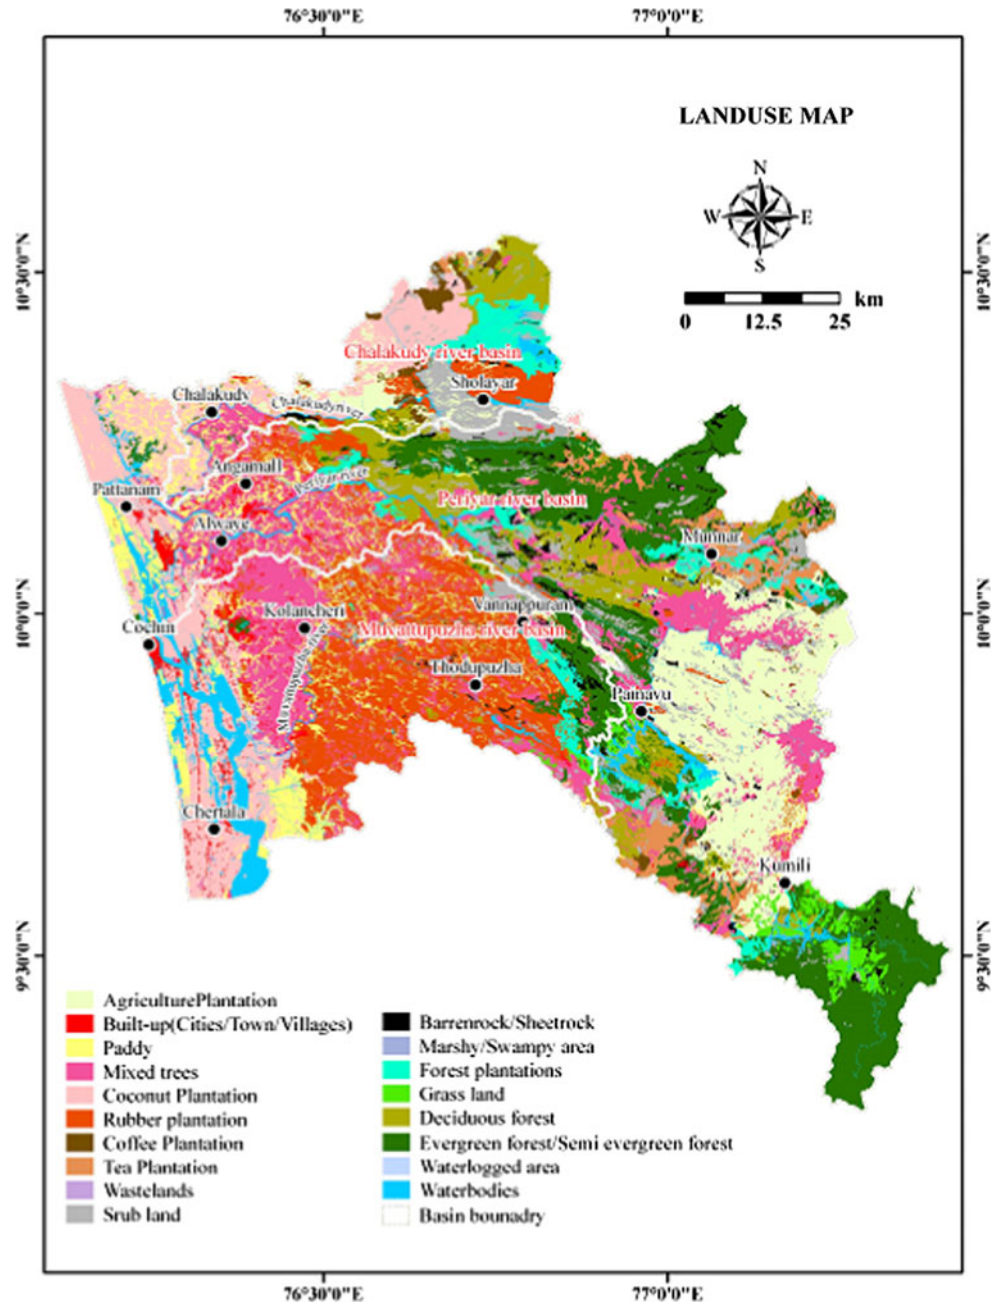 76°30'0"E
77°0'0"E
LANDUSE MAP
N
W
E
S
10°30'0"N
10°30'0"N
km
0
12.5
25
Chalakudy river basin
Sholayar
Chalakudy
Chalakudyriver
Angamali
Periyar river
Periyar river basin
Pattanam
Alwaye
Munnar
Vannappuram
Kolancheri
10°0'0"N
10°0'0"N
Cochin
Muvattupuzha river basin
Thodupuzha
Painavu
Chertala
Kumili
9°30'0"N
9°30'0"N
AgriculturePlantation
Built-up(Cities/Town/Villages)
Paddy
Mixed trees
Coconut Plantation
Rubber plantation
Coffee Plantation
Tea Plantation
Wastelands
Srub land
Barrenrock/Sheetrock
Marshy/Swampy area
Forest plantations
Grass land
Deciduous forest
Evergreen forest/Semi evergreen forest
Waterlogged area
Waterbodies
Basin bounadry
76°30'0"E
77°0'0"E